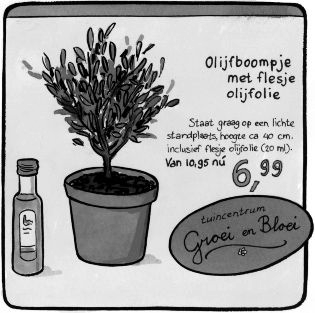 Olijfboompje
met flesje
olijfolie
Staat graag op een lichte
standplaats, hoogte ca 40 cm.
inclusief flesje olijfolie (20 ml).
Van 10,95 nú
6,99
tuincentrum
Groei en Bloei